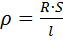 ρ = R·S / l